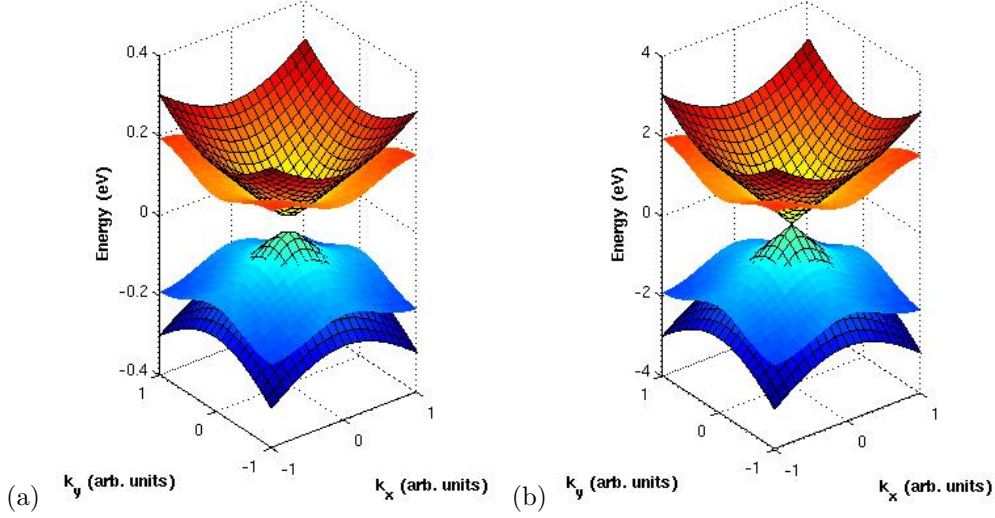 0.4
0.2
0
-0.2
-0.4
Energy (eV)
1
0
-1
k_y (arb. units)
-1
0
1
k_x (arb. units)
(a)
4
2
0
-2
-4
Energy (eV)
1
0
-1
k_y (arb. units)
-1
0
1
k_x (arb. units)
(b)